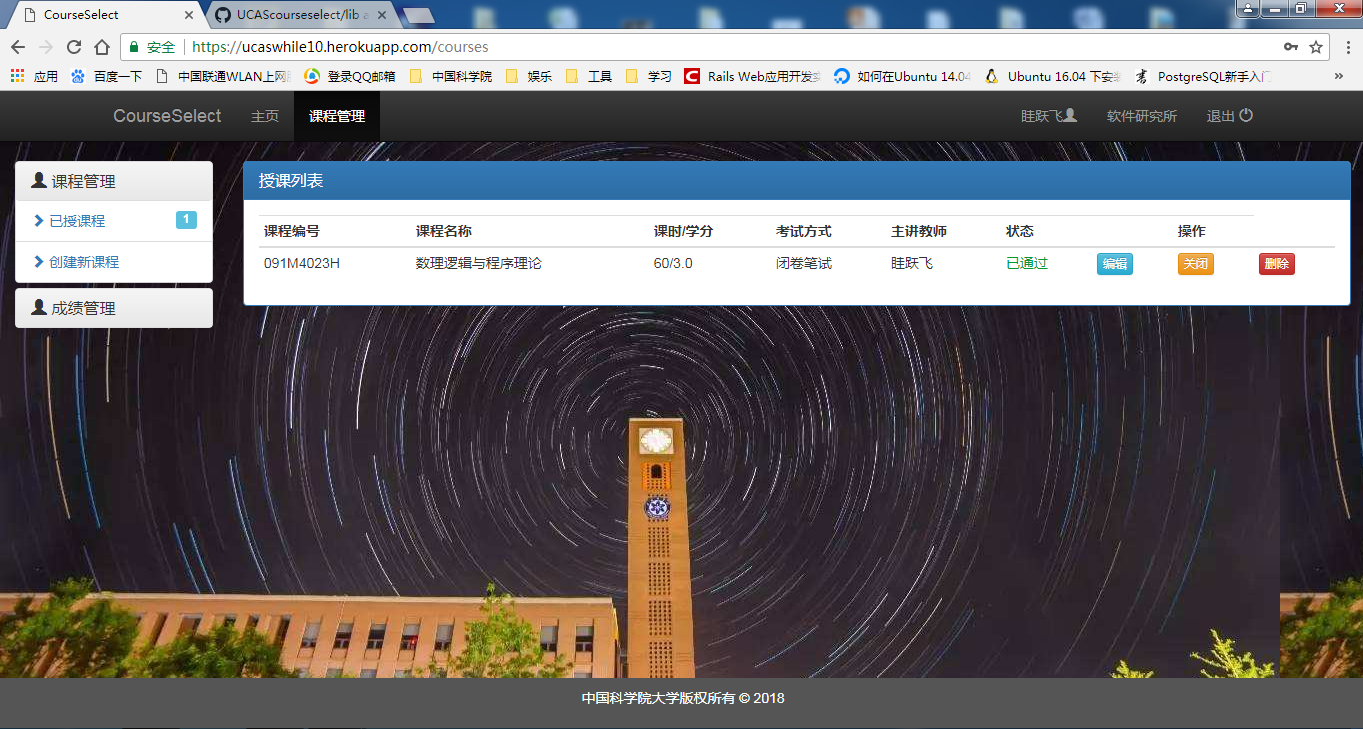 CourseSelect
UCAScourseselect/lib a
安全 https://ucaswhile10.herokuapp.com/courses
应用 百度一下 中国联通WLAN上网 登录QQ邮箱 中国科学院 娱乐 工具 学习 Rails Web应用开发实 如何在Ubuntu 14.04 Ubuntu 16.04 下安装 PostgreSQL新手入门 »
CourseSelect 主页 课程管理 眭跃飞 软件研究所 退出
课程管理
已授课程 1
创建新课程
成绩管理
授课列表
课程编号 课程名称 课时/学分 考试方式 主讲教师 状态 操作
091M4023H 数理逻辑与程序理论 60/3.0 闭卷笔试 眭跃飞 已通过 编辑 关闭 删除
中国科学院大学版权所有 © 2018